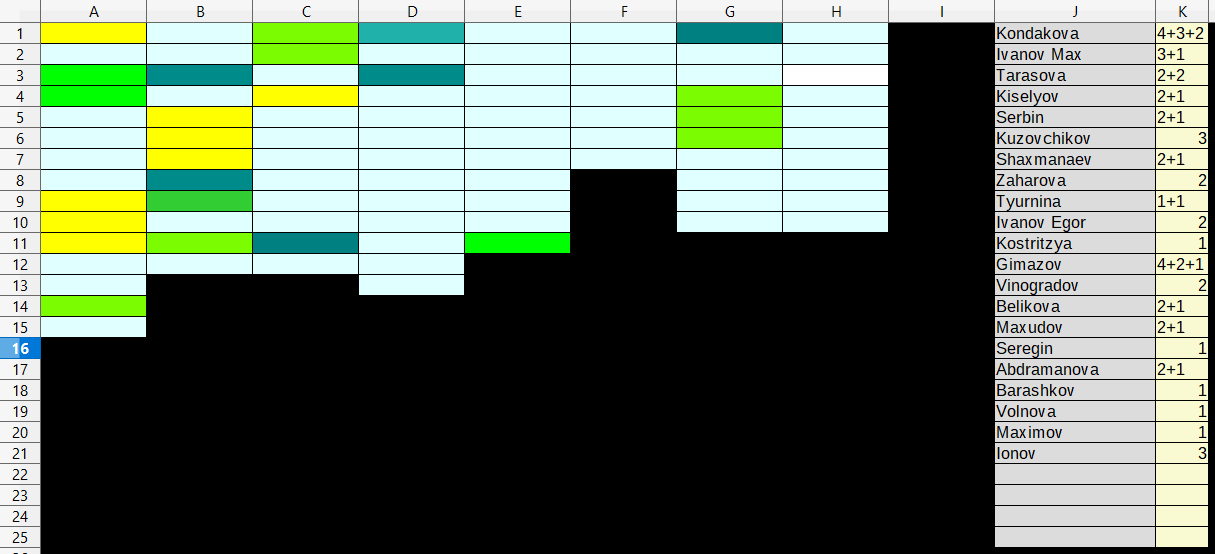 A B C D E F G H I J K
1 Kondakova 4+3+2
2 Ivanov Max 3+1
3 Tarasova 2+2
4 Kiselyov 2+1
5 Serbin 2+1
6 Kuzovchikov 3
7 Shaxmanaev 2+1
8 Zaharova 2
9 Tyurnina 1+1
10 Ivanov Egor 2
11 Kostritzya 1
12 Gimazov 4+2+1
13 Vinogradov 2
14 Belikova 2+1
15 Maxudov 2+1
16 Seregin 1
17 Abdramanova 2+1
18 Barashkov 1
19 Volnova 1
20 Maximov 1
21 Ionov 3
22
23
24
25